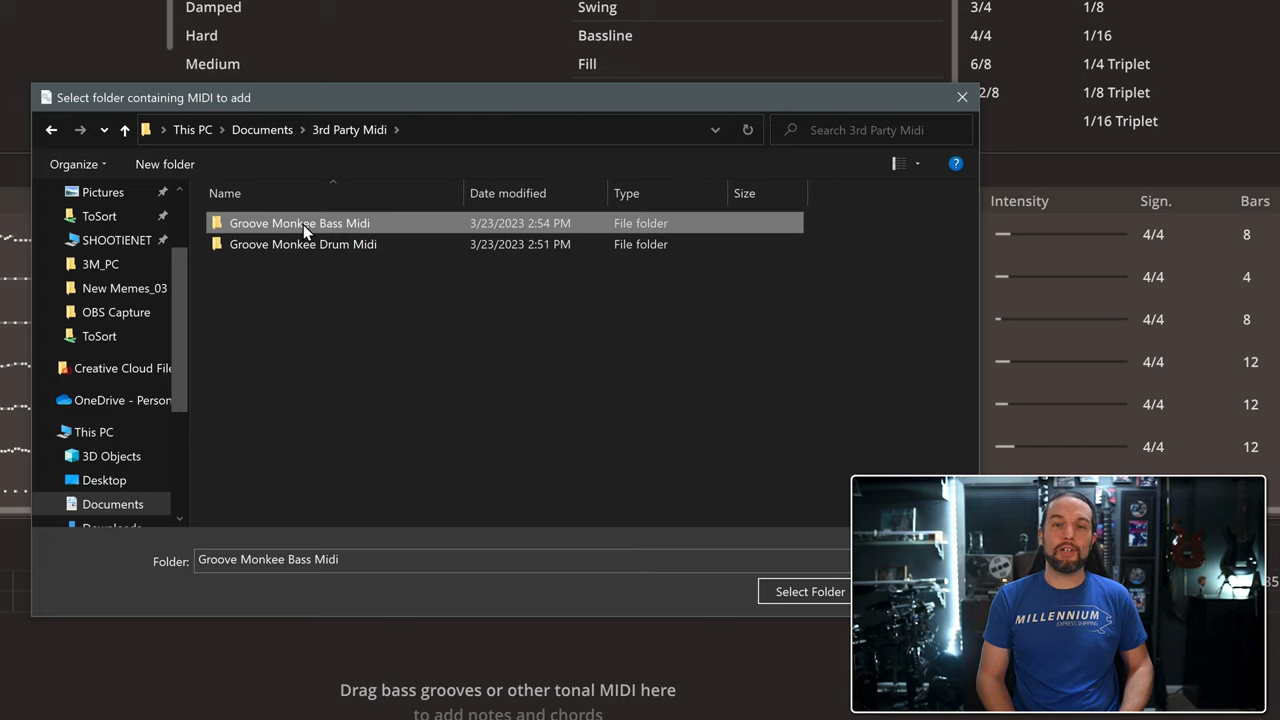 Damped
Swing
3/4
1/8
Hard
Bassline
4/4
1/16
Medium
Fill
6/8
1/4 Triplet
Select folder containing MIDI to add
2/8
1/8 Triplet
This PC
Documents
3rd Party Midi
Search 3rd Party Midi
1/16 Triplet
Organize
New folder
Pictures
Name
Date modified
Type
Size
Intensity
Sign.
Bars
ToSort
Groove Monkee Bass Midi
3/23/2023 2:54 PM
File folder
4/4
8
SHOOTIENET
Groove Monkee Drum Midi
3/23/2023 2:51 PM
File folder
3M_PC
4/4
4
New Memes_03
OBS Capture
4/4
8
ToSort
Creative Cloud File
4/4
12
OneDrive - Person
4/4
12
This PC
3D Objects
4/4
12
Desktop
Documents
Folder:
Groove Monkee Bass Midi
Select Folder
MILLENNIUM
EXPRESS SHIPPING
Drag bass grooves or other tonal MIDI here
to add notes and chords